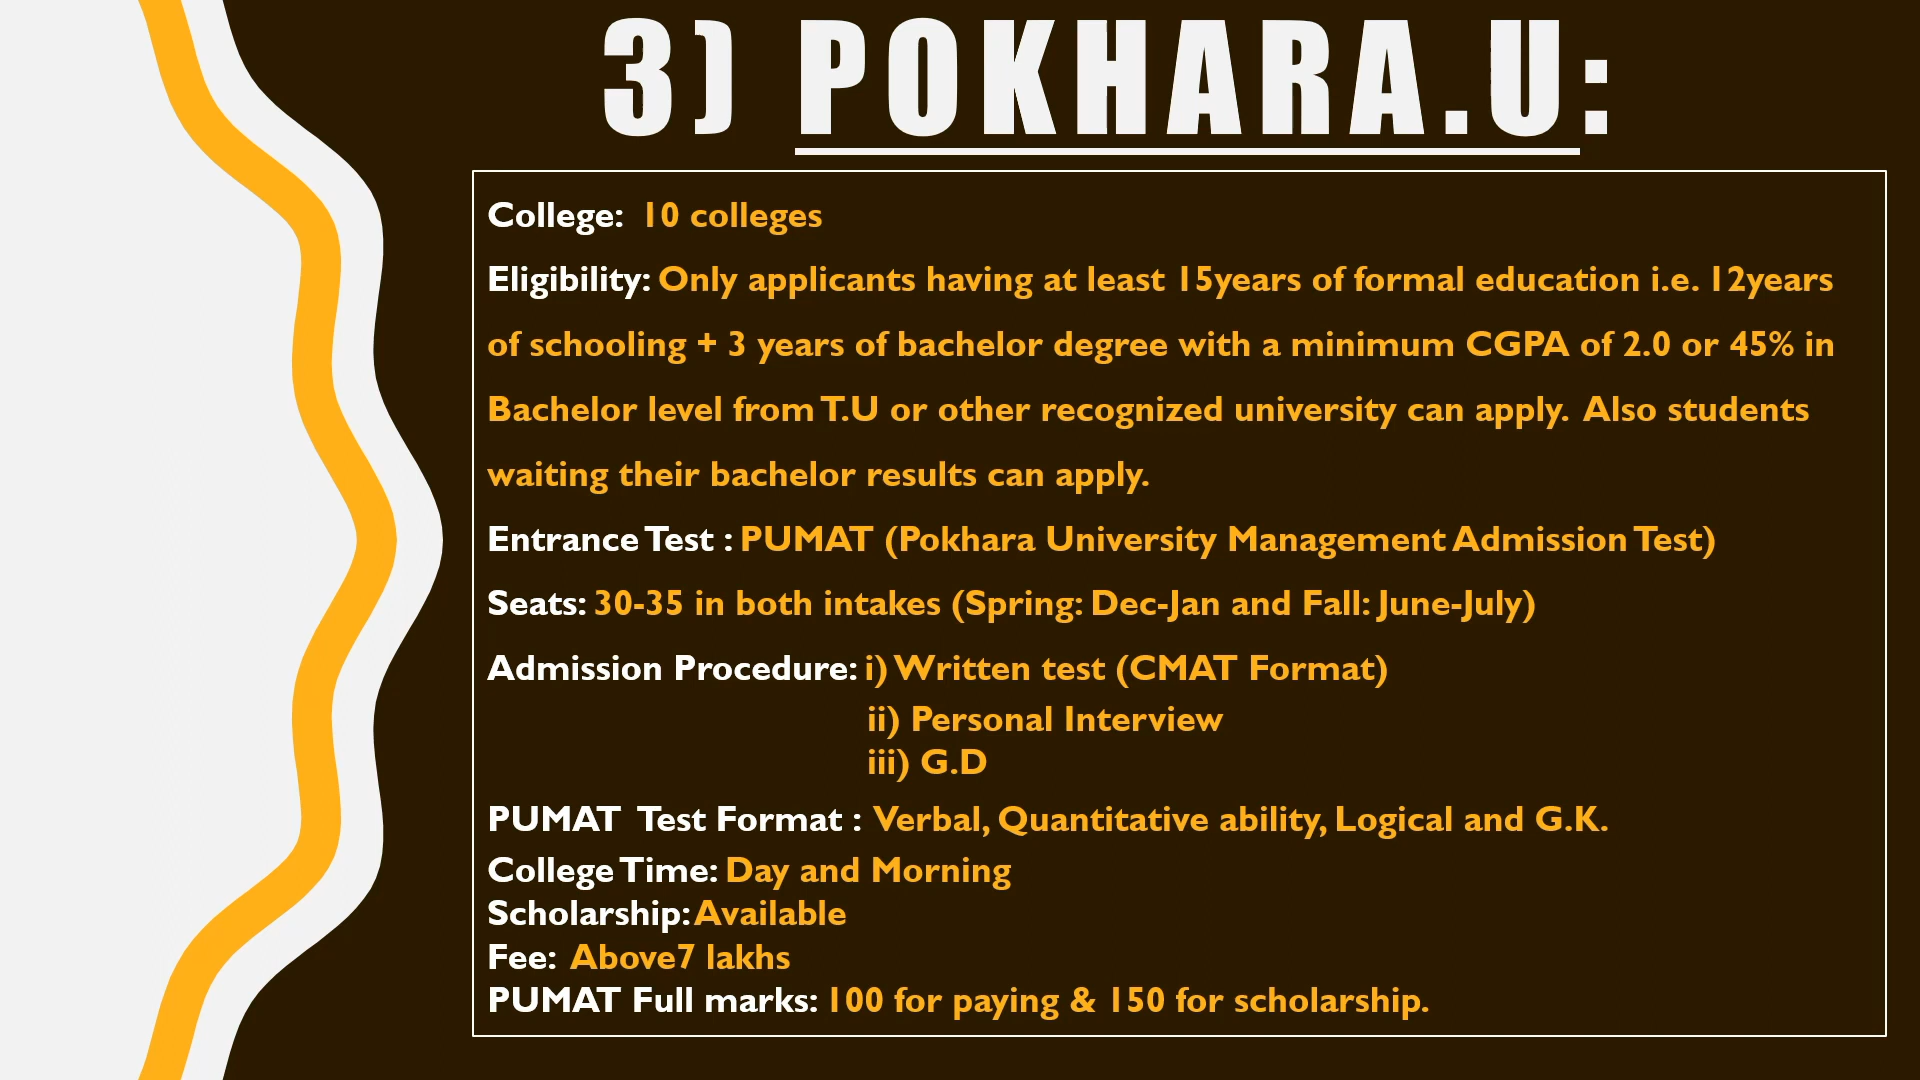 3) POKHARA.U:
College: 10 colleges
Eligibility: Only applicants having at least 15years of formal education i.e. 12years
of schooling + 3 years of bachelor degree with a minimum CGPA of 2.0 or 45% in
Bachelor level from T.U or other recognized university can apply. Also students
waiting their bachelor results can apply.
Entrance Test : PUMAT (Pokhara University Management Admission Test)
Seats: 30-35 in both intakes (Spring: Dec-Jan and Fall: June-July)
Admission Procedure: i) Written test (CMAT Format)
ii) Personal Interview
iii) G.D
PUMAT Test Format : Verbal, Quantitative ability, Logical and G.K.
College Time: Day and Morning
Scholarship: Available
Fee: Above7 lakhs
PUMAT Full marks: 100 for paying & 150 for scholarship.